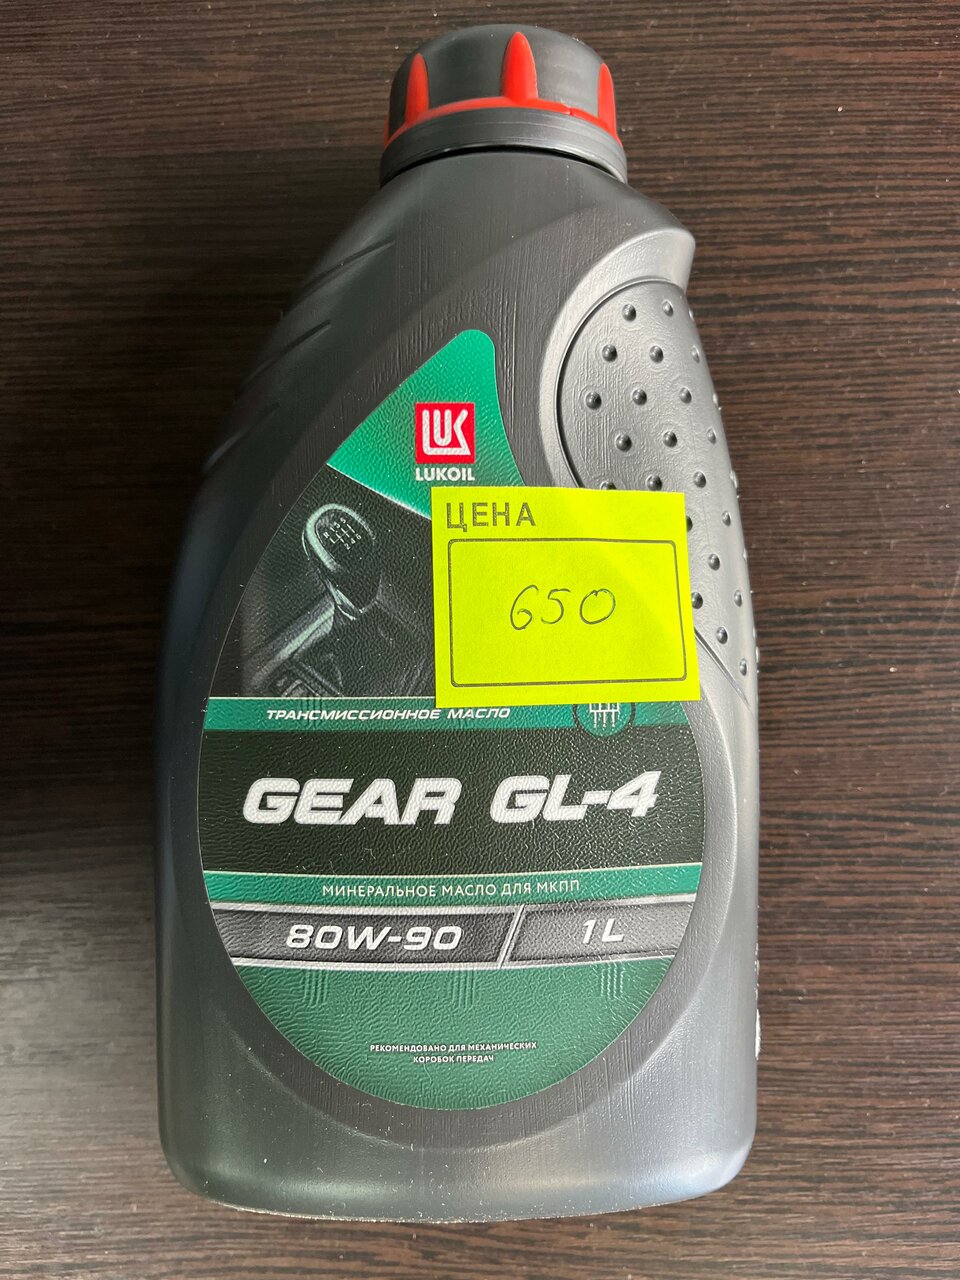 LUK
LUKOIL
ЦЕНА
650
ТРАНСМИССИОННОЕ МАСЛО
GEAR GL-4
МИНЕРАЛЬНОЕ МАСЛО ДЛЯ МКПП
80W-90
1L
РЕКОМЕНДОВАНО ДЛЯ МЕХАНИЧЕСКИХ
КОРОБОК ПЕРЕДАЧ